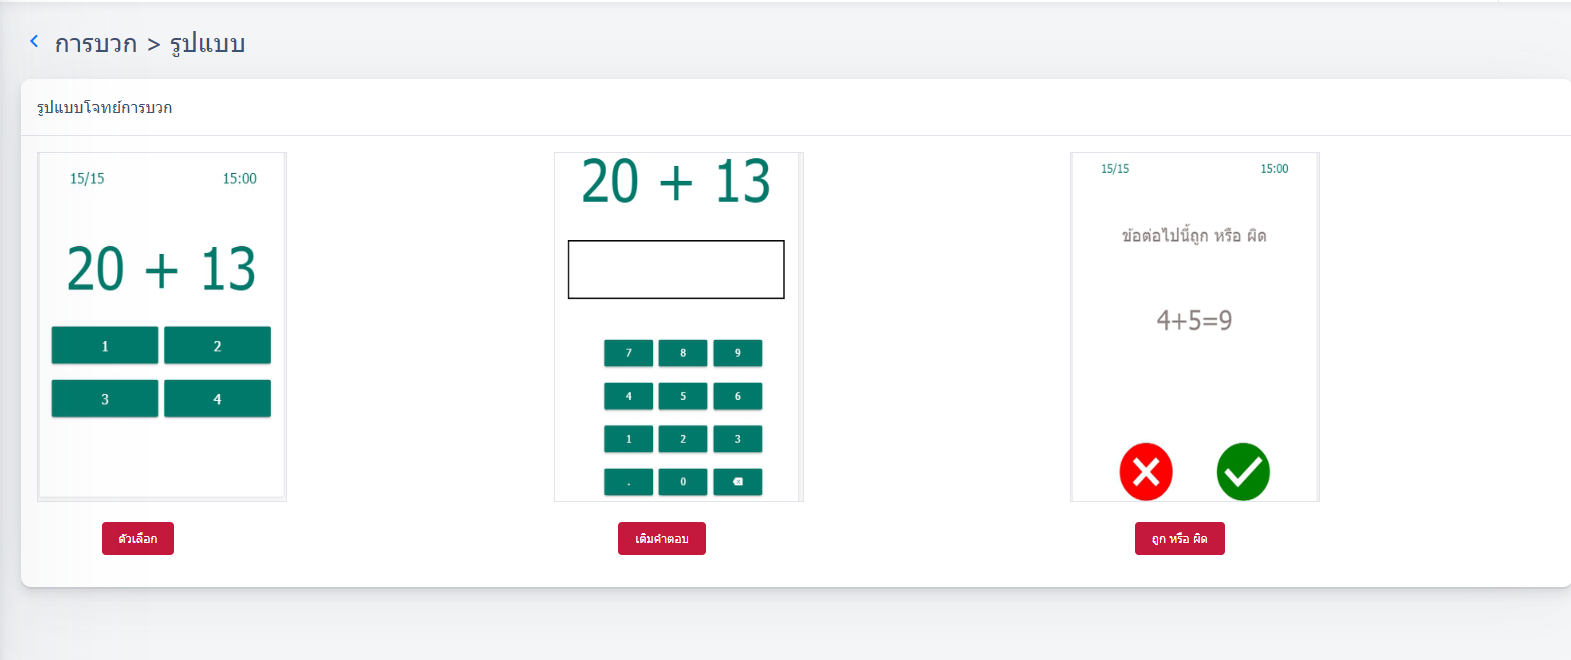 การบวก > รูปแบบ
รูปแบบโจทย์การบวก
15/15 15:00
20 + 13
1 2
3 4
ตัวเลือก
20 + 13
7 8 9
4 5 6
1 2 3
. 0
เติมคำตอบ
15/15 15:00
ข้อต่อไปนี้ถูก หรือ ผิด
4+5=9
ถูก หรือ ผิด